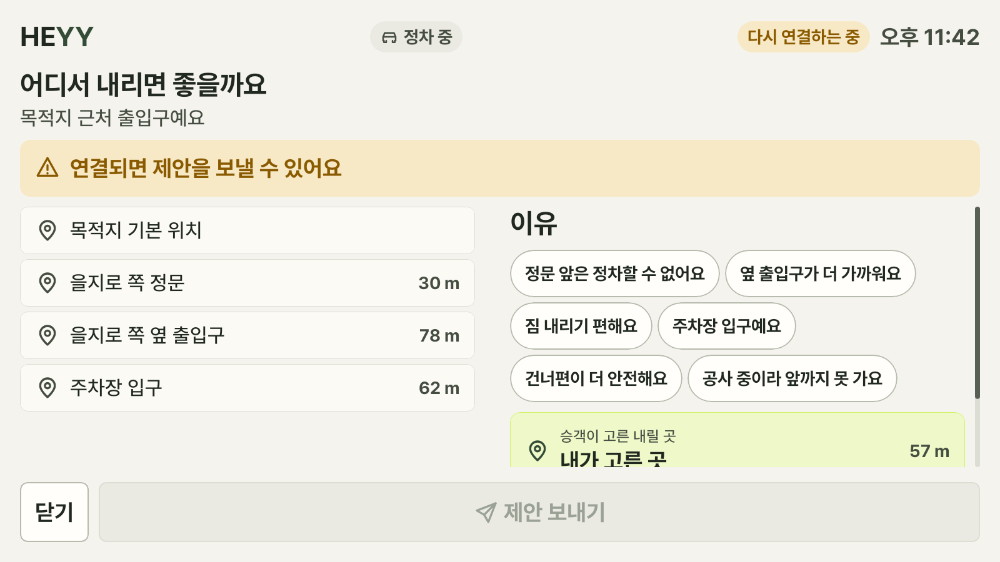 HEYY
정차 중
다시 연결하는 중
오후 11:42
어디서 내리면 좋을까요
목적지 근처 출입구예요
연결되면 제안을 보낼 수 있어요
목적지 기본 위치
을지로 쪽 정문 30 m
을지로 쪽 옆 출입구 78 m
주차장 입구 62 m
이유
정문 앞은 정차할 수 없어요
옆 출입구가 더 가까워요
짐 내리기 편해요
주차장 입구예요
건너편이 더 안전해요
공사 중이라 앞까지 못 가요
승객이 고른 내릴 곳
내가 고른 곳 57 m
닫기
제안 보내기